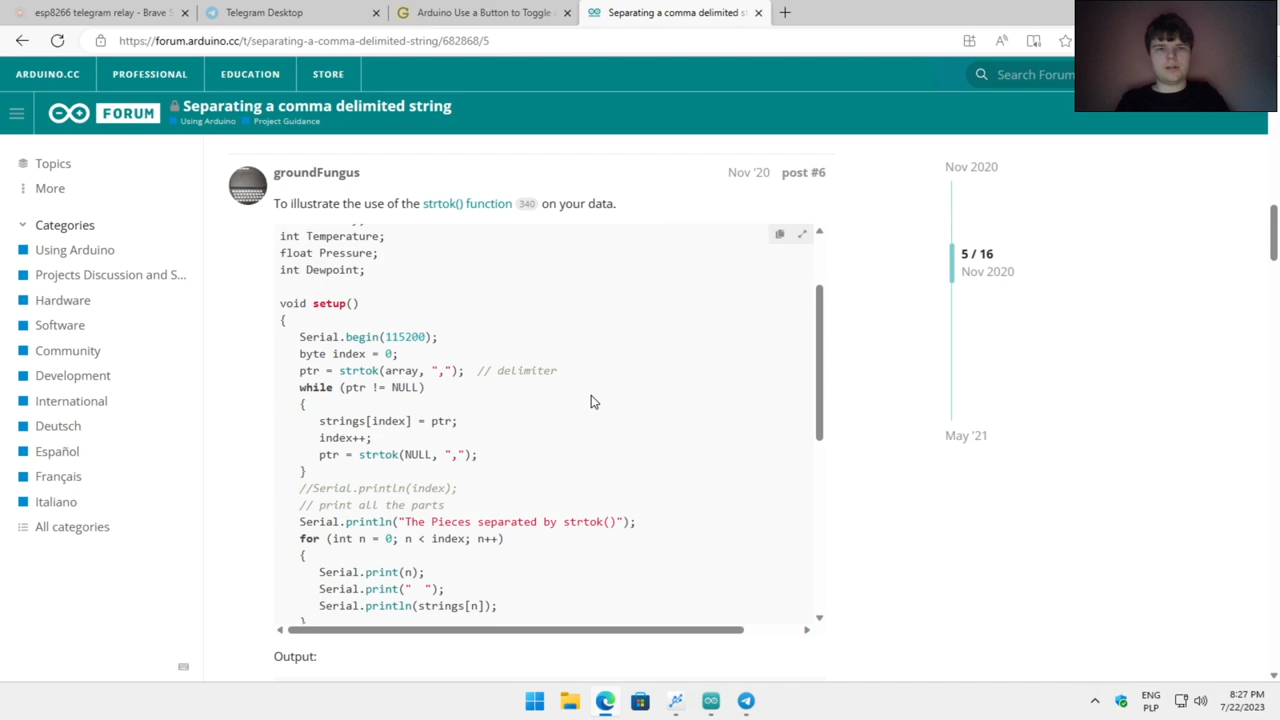 esp8266 telegram relay - Brave S
Telegram Desktop
Arduino Use a Button to Toggle
Separating a comma delimited s
https://forum.arduino.cc/t/separating-a-comma-delimited-string/682868/5
ARDUINO.CC
PROFESSIONAL
EDUCATION
STORE
Search Forum
FORUM
Separating a comma delimited string
Using Arduino
Project Guidance
Topics
More
Categories
Using Arduino
Projects Discussion and S...
Hardware
Software
Community
Development
International
Deutsch
Español
Français
Italiano
All categories
groundFungus
Nov '20
post #6
To illustrate the use of the strtok() function 340 on your data.
int Temperature;
float Pressure;
int Dewpoint;
void setup()
{
Serial.begin(115200);
byte index = 0;
ptr = strtok(array, ","); // delimiter
while (ptr != NULL)
{
strings[index] = ptr;
index++;
ptr = strtok(NULL, ",");
}
//Serial.println(index);
// print all the parts
Serial.println("The Pieces separated by strtok()");
for (int n = 0; n < index; n++)
{
Serial.print(n);
Serial.print("  ");
Serial.println(strings[n]);
}
Output:
Nov 2020
5 / 16
Nov 2020
May '21
ENG
PLP
8:27 PM
7/22/2023